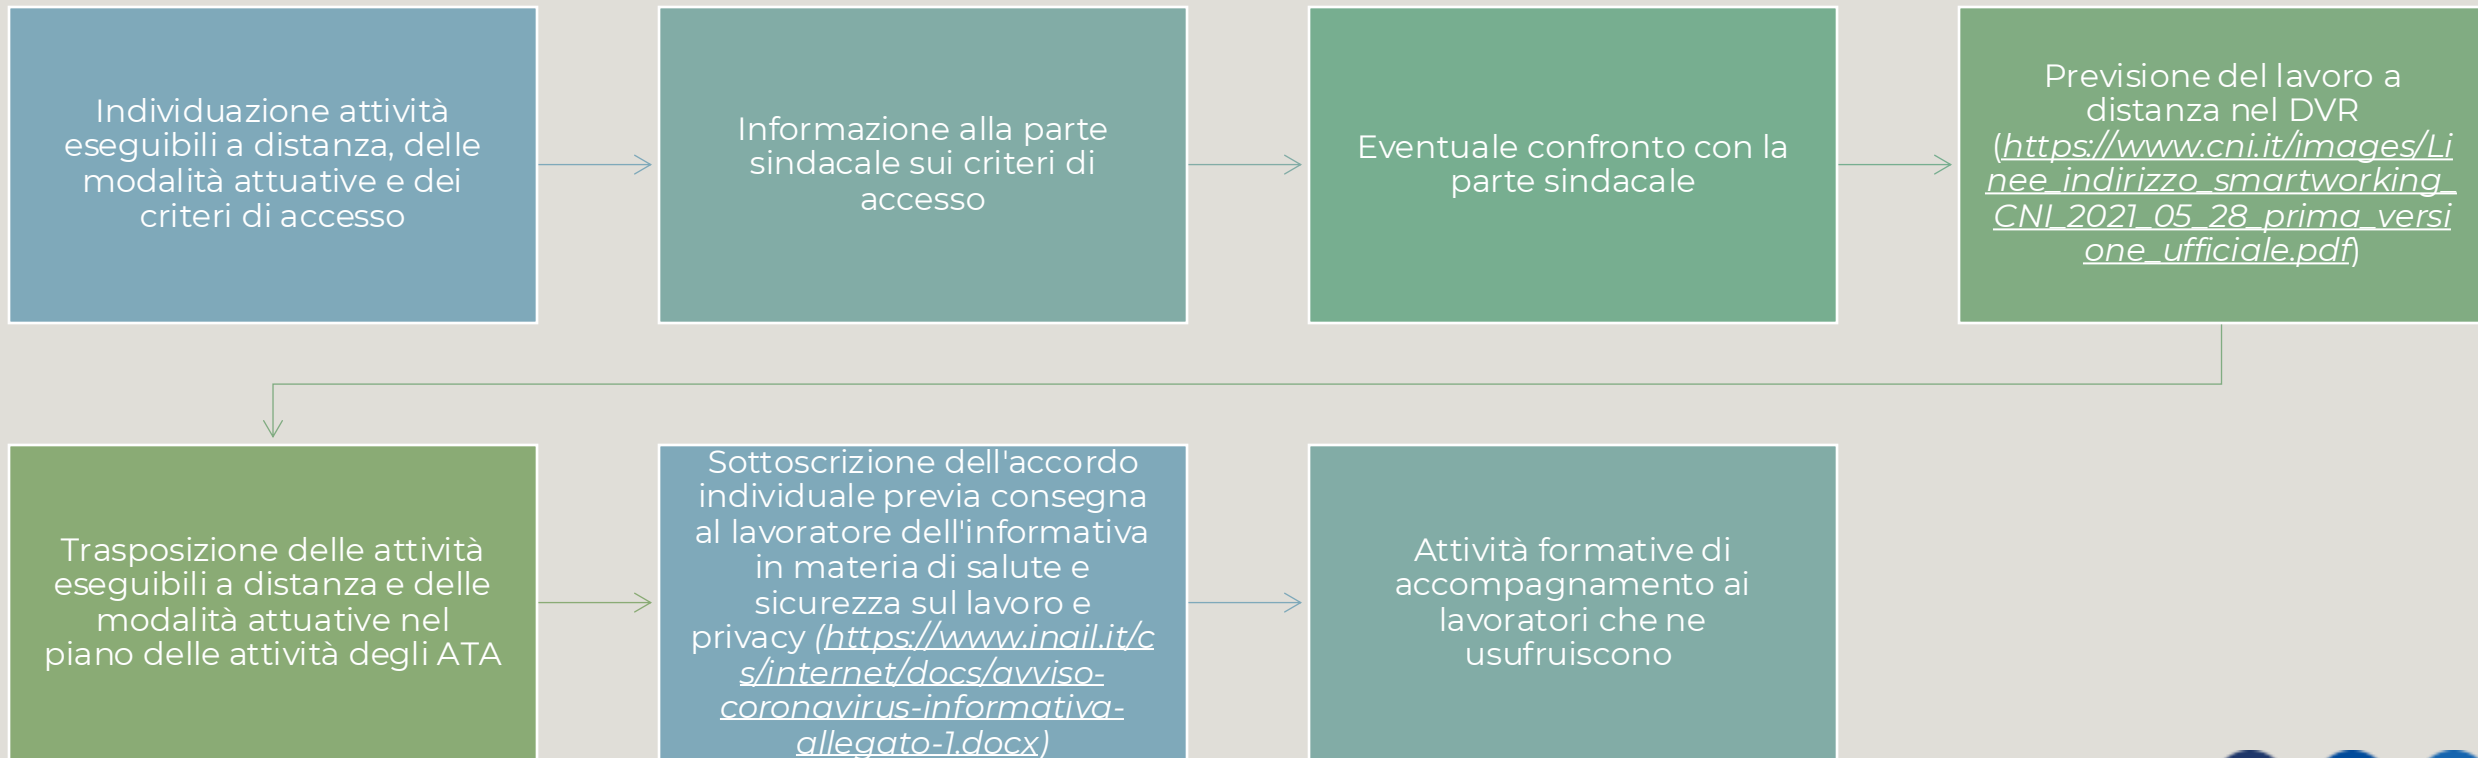 Individuazione attività
eseguibili a distanza, delle
modalità attuative e dei
criteri di accesso
Informazione alla parte
sindacale sui criteri di
accesso
Eventuale confronto con la
parte sindacale
Previsione del lavoro a
distanza nel DVR
(https://www.cni.it/images/Li
nee_indirizzo_smartworking_
CNI_2021_05_28_prima_versi
one_ufficiale.pdf)
Trasposizione delle attività
eseguibili a distanza e delle
modalità attuative nel
piano delle attività degli ATA
Sottoscrizione dell'accordo
individuale previa consegna
al lavoratore dell'informativa
in materia di salute e
sicurezza sul lavoro e
privacy (https://www.inail.it/c
s/internet/docs/avviso-
coronavirus-informativa-
allegato-1.docx)
Attività formative di
accompagnamento ai
lavoratori che ne
usufruiscono